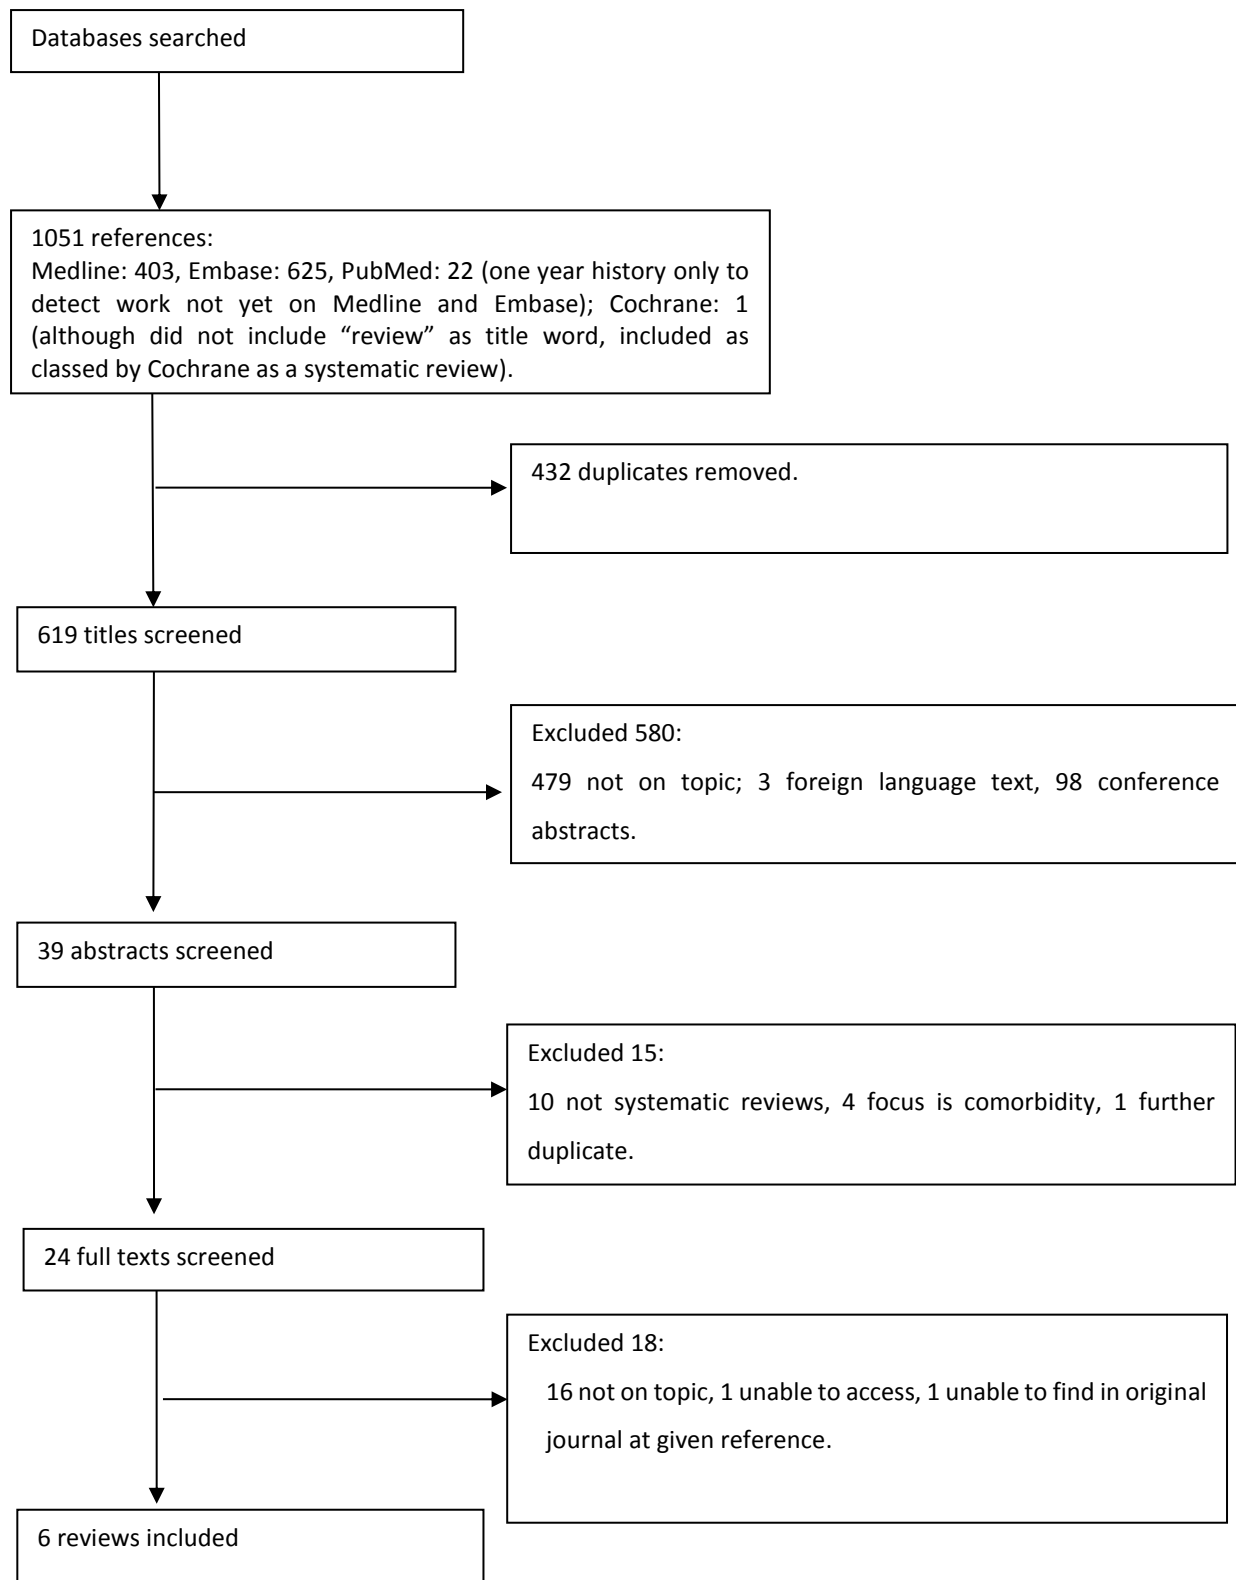 Databases searched
1051 references:
Medline: 403, Embase: 625, PubMed: 22 (one year history only to
detect work not yet on Medline and Embase); Cochrane: 1
(although did not include “review” as title word, included as
classed by Cochrane as a systematic review).
432 duplicates removed.
619 titles screened
Excluded 580:
479 not on topic; 3 foreign language text, 98 conference
abstracts.
39 abstracts screened
Excluded 15:
10 not systematic reviews, 4 focus is comorbidity, 1 further
duplicate.
24 full texts screened
Excluded 18:
16 not on topic, 1 unable to access, 1 unable to find in original
journal at given reference.
6 reviews included